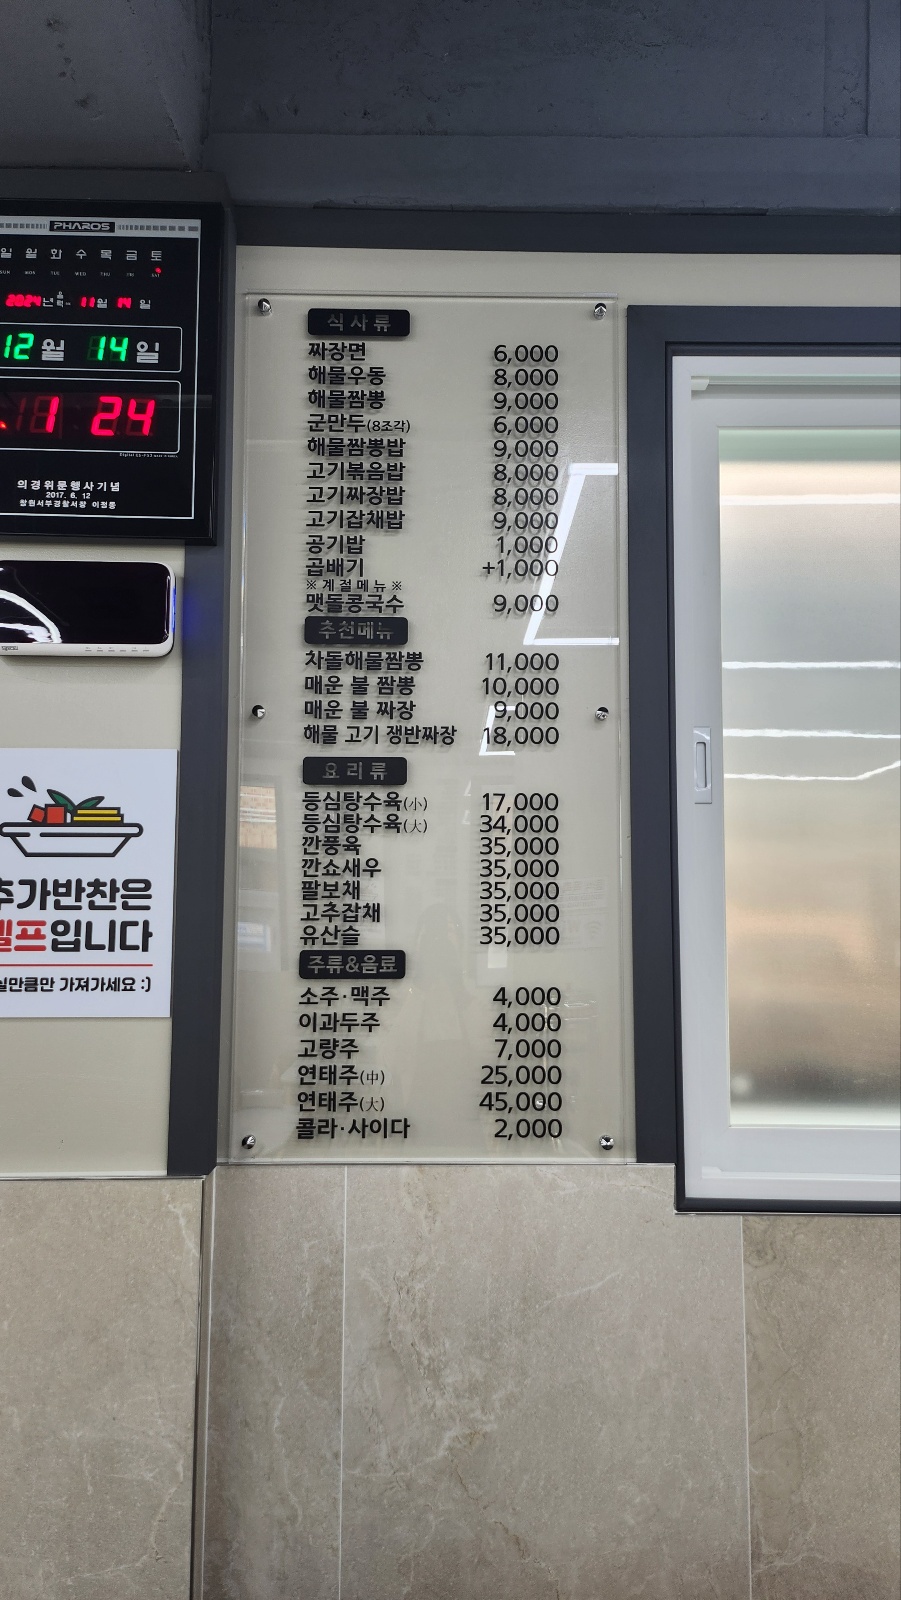 PHAROS
일 월 화 수 목 금 토
SUN MON TUE WED THU FRI SAT
2024년 음력 11월 14일
12월 14일
1 24
의경위문행사기념
2017. 6. 12
창원서부경찰서장 이정동
추가반찬은
셀프입니다
가져가세요 :)
식사류
짜장면 6,000
해물우동 8,000
해물짬뽕 9,000
군만두(8조각) 6,000
해물짬뽕밥 9,000
고기볶음밥 8,000
고기짜장밥 8,000
고기잡채밥 9,000
공기밥 1,000
곱배기 +1,000
※계절메뉴※
맷돌콩국수 9,000
추천메뉴
차돌해물짬뽕 11,000
매운 불 짬뽕 10,000
매운 불 짜장 9,000
해물 고기 쟁반짜장 18,000
요리류
등심탕수육(小) 17,000
등심탕수육(大) 34,000
깐풍육 35,000
깐쇼새우 35,000
팔보채 35,000
고추잡채 35,000
유산슬 35,000
주류&음료
소주·맥주 4,000
이과두주 4,000
고량주 7,000
연태주(中) 25,000
연태주(大) 45,000
콜라·사이다 2,000